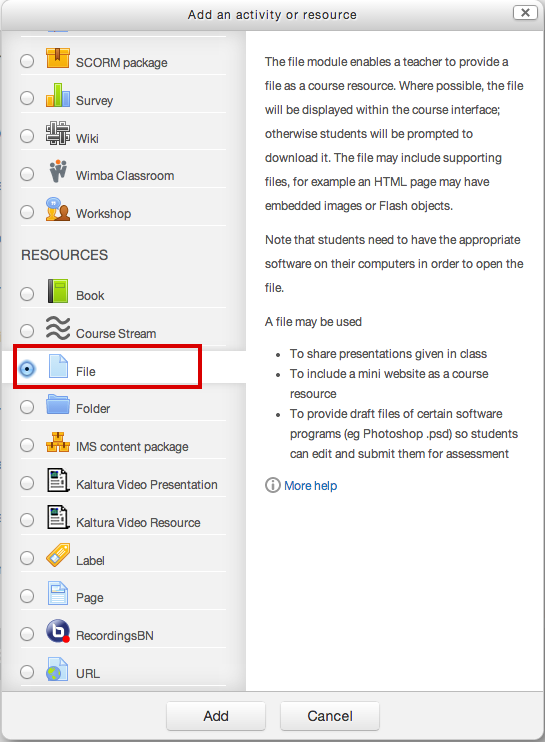 Add an activity or resource
SCORM package
Survey
Wiki
Wimba Classroom
Workshop
RESOURCES
Book
Course Stream
File
Folder
IMS content package
Kaltura Video Presentation
Kaltura Video Resource
Label
Page
RecordingsBN
URL
The file module enables a teacher to provide a
file as a course resource. Where possible, the file
will be displayed within the course interface;
otherwise students will be prompted to
download it. The file may include supporting
files, for example an HTML page may have
embedded images or Flash objects.
Note that students need to have the appropriate
software on their computers in order to open the
file.
A file may be used
• To share presentations given in class
• To include a mini website as a course
resource
• To provide draft files of certain software
programs (eg Photoshop .psd) so students
can edit and submit them for assessment
More help
Add
Cancel